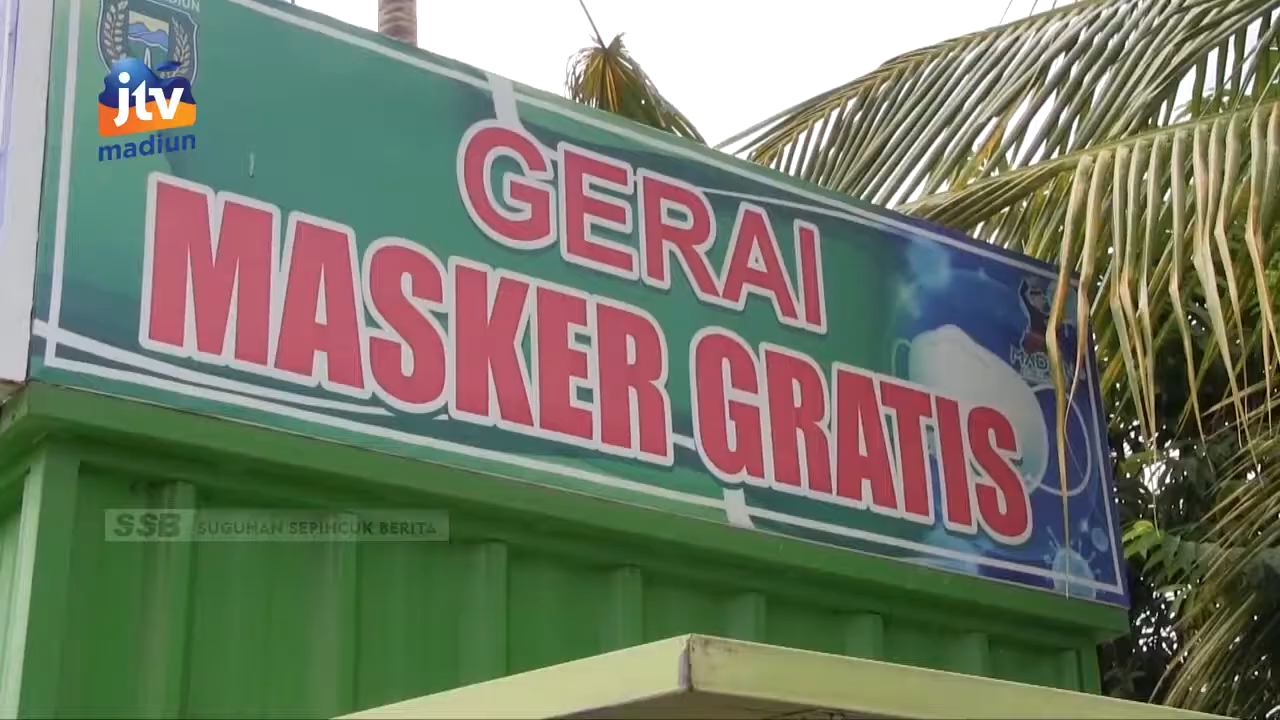 jtv
madiun
GERAI
MASKER GRATIS
SSB SUGUHAN SEPINCUK BERITA